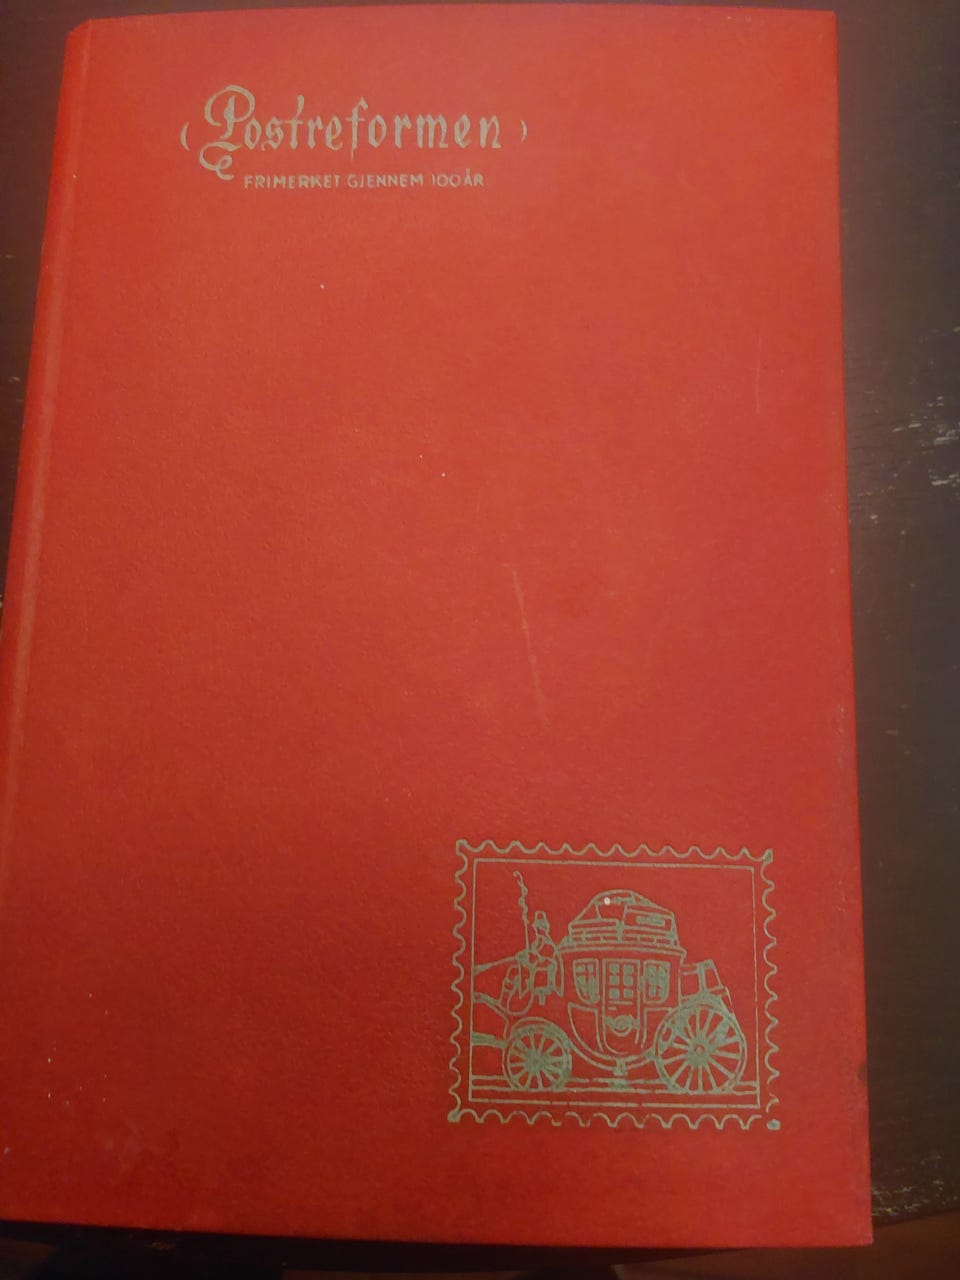 (Postreformen)
FRIMERKET GJENNEM 100 ÅR